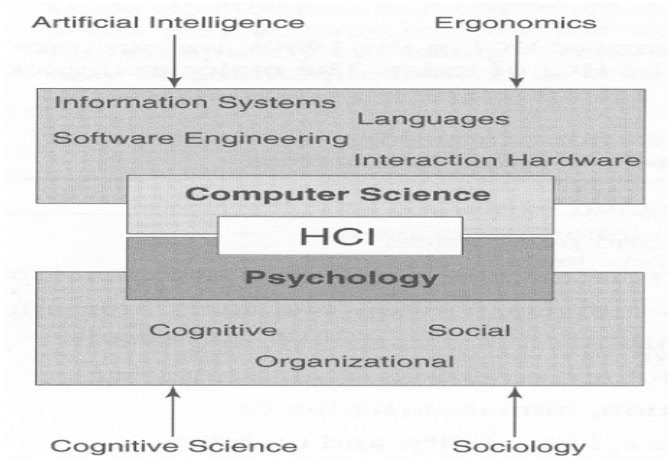 Artificial Intelligence Ergonomics
Information Systems
Languages
Software Engineering
Interaction Hardware
Computer Science
HCI
Psychology
Cognitive Social
Organizational
Cognitive Science Sociology